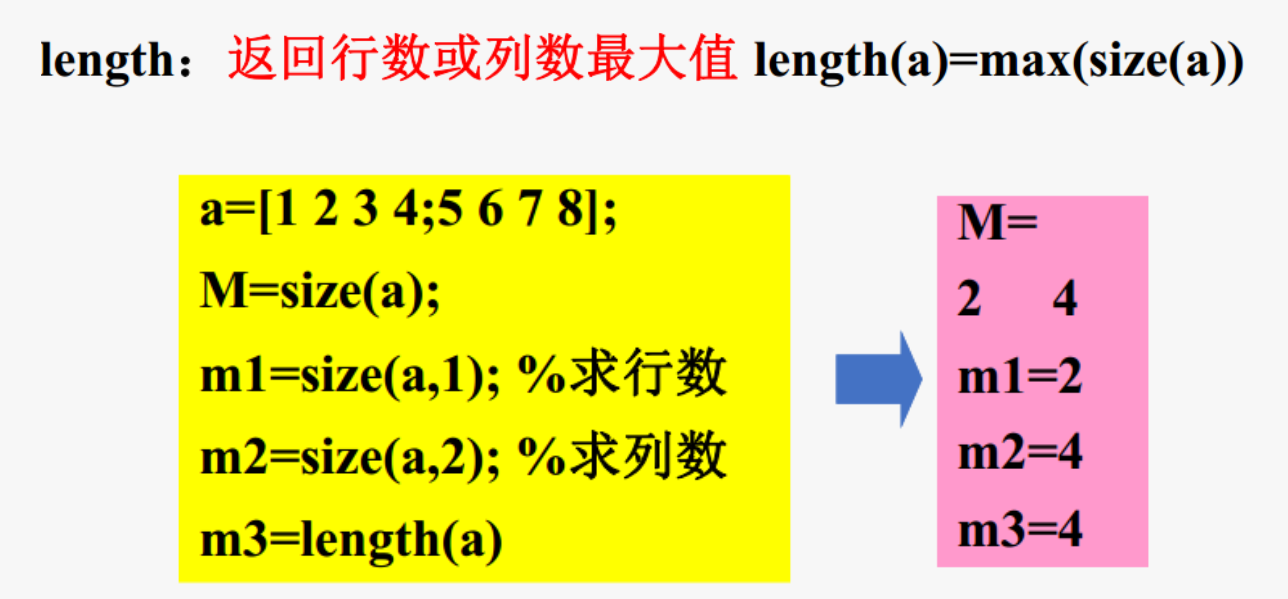 length：返回行数或列数最大值 length(a)=max(size(a))
a=[1 2 3 4;5 6 7 8];
M=size(a);
m1=size(a,1); %求行数
m2=size(a,2); %求列数
m3=length(a)
M=
2 4
m1=2
m2=4
m3=4